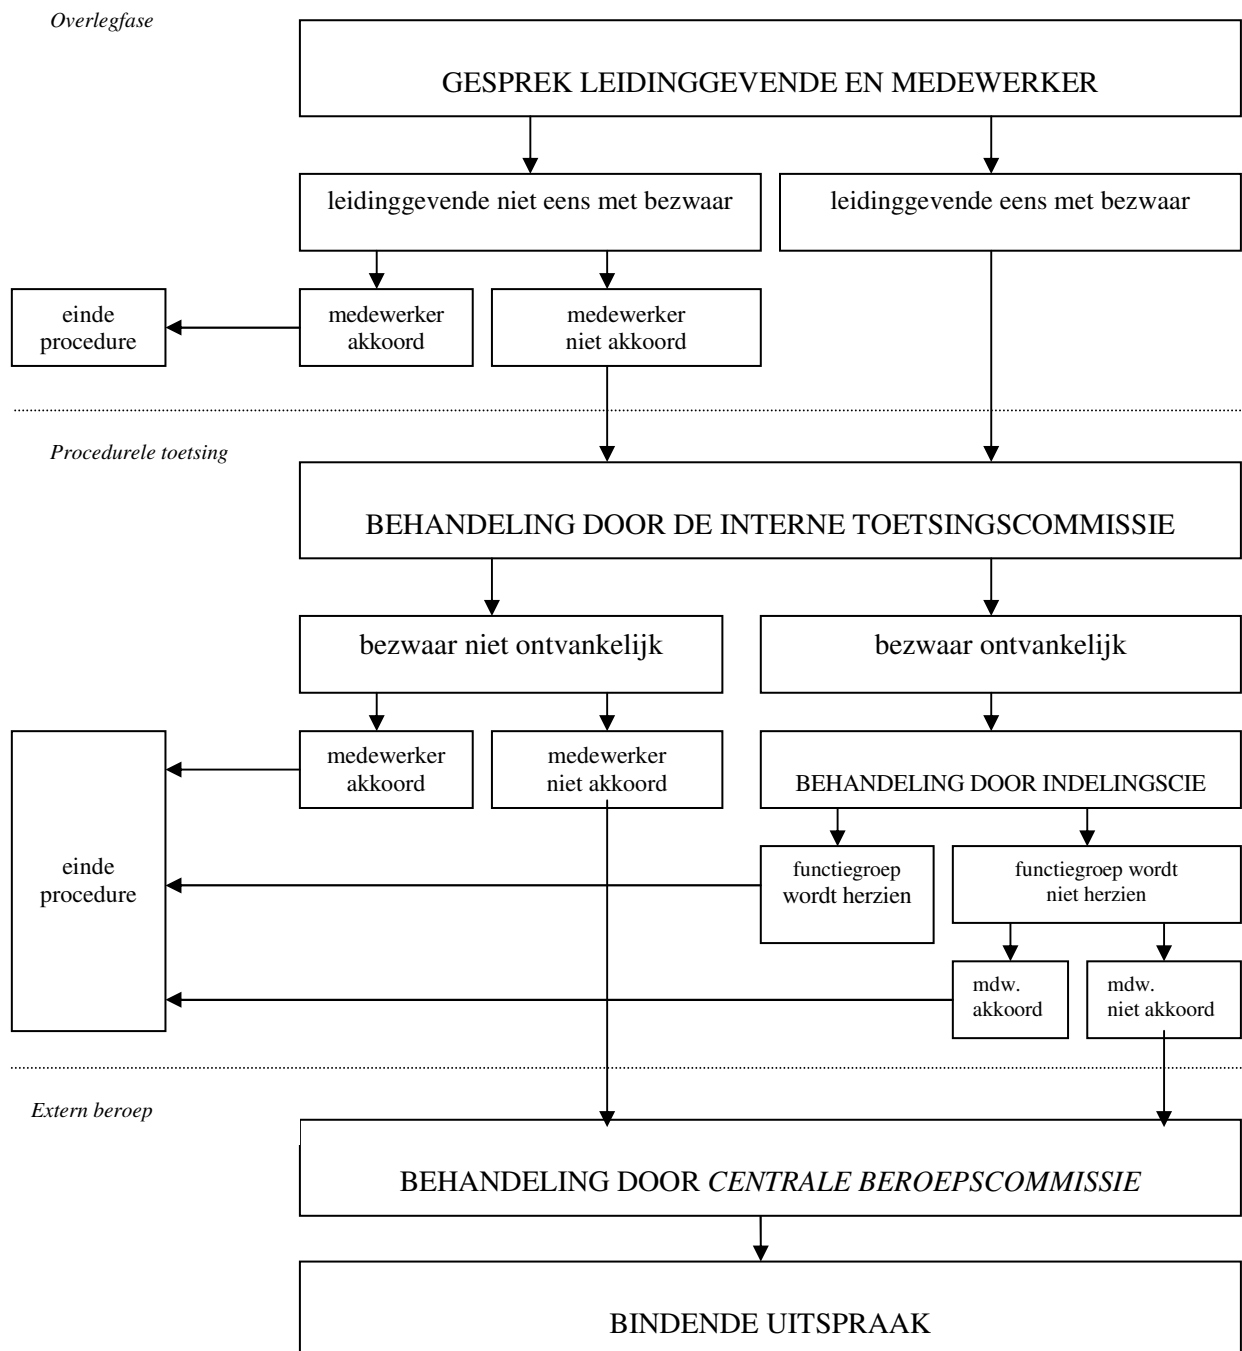 Overlegfase
GESPREK LEIDINGGEVENDE EN MEDEWERKER
leidinggevende niet eens met bezwaar
leidinggevende eens met bezwaar
einde
procedure
medewerker
akkoord
medewerker
niet akkoord
Procedurele toetsing
BEHANDELING DOOR DE INTERNE TOETSINGSCOMMISSIE
bezwaar niet ontvankelijk
bezwaar ontvankelijk
medewerker
akkoord
medewerker
niet akkoord
BEHANDELING DOOR INDELINGSCIE
einde
procedure
functiegroep
wordt herzien
functiegroep wordt
niet herzien
mdw.
akkoord
mdw.
niet akkoord
Extern beroep
BEHANDELING DOOR CENTRALE BEROEPSCOMMISSIE
BINDENDE UITSPRAAK